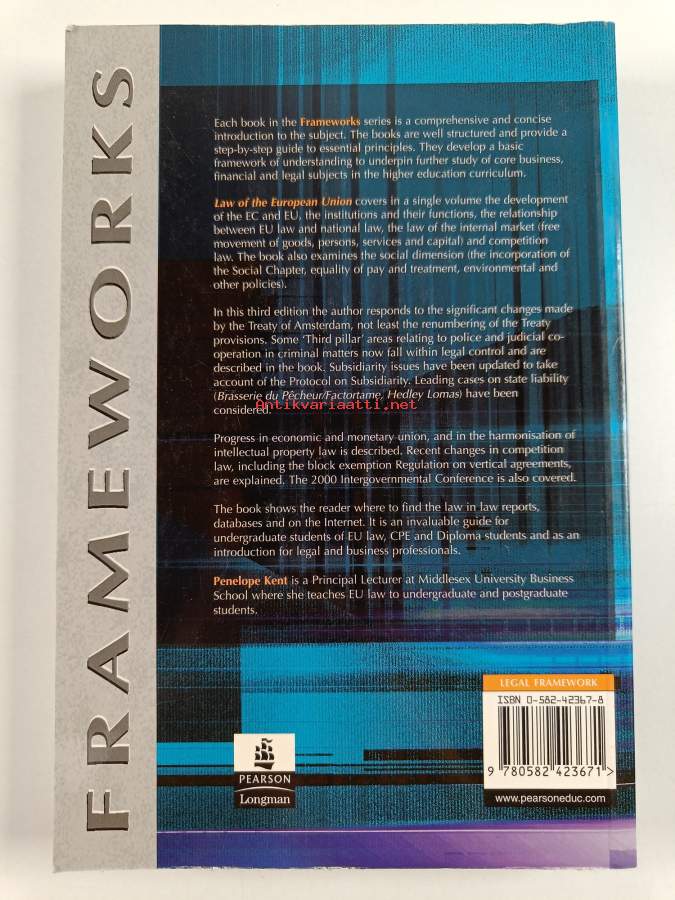 FRAMEWORKS
Each book in the Frameworks series is a comprehensive and concise
introduction to the subject. The books are well structured and provide a
step-by-step guide to essential principles. They develop a basic
framework of understanding to underpin further study of core business,
financial and legal subjects in the higher education curriculum.
Law of the European Union covers in a single volume the development
of the EC and EU, the institutions and their functions, the relationship
between EU law and national law, the law of the internal market (free
movement of goods, persons, services and capital) and competition
law. The book also examines the social dimension (the incorporation of
the Social Chapter, equality of pay and treatment, environmental and
other policies).
In this third edition the author responds to the significant changes made
by the Treaty of Amsterdam, not least the renumbering of the Treaty
provisions. Some 'Third pillar' areas relating to police and judicial co-
operation in criminal matters now fall within legal control and are
described in the book. Subsidiarity issues have been updated to take
account of the Protocol on Subsidiarity. Leading cases on state liability
(Brasserie du Pêcheur/Factortame, Hedley Lomas) have been
considered.
Antikvariaatti.net
Progress in economic and monetary union, and in the harmonisation of
intellectual property law is described. Recent changes in competition
law, including the block exemption Regulation on vertical agreements,
are explained. The 2000 Intergovernmental Conference is also covered.
The book shows the reader where to find the law in law reports,
databases and on the Internet. It is an invaluable guide for
undergraduate students of EU law, CPE and Diploma students and as an
introduction for legal and business professionals.
Penelope Kent is a Principal Lecturer at Middlesex University Business
School where she teaches EU law to undergraduate and postgraduate
students.
LEGAL FRAMEWORK
ISBN 0-582-42367-8
9 780582 423671 >
www.pearsoneduc.com
PEARSON
Longman